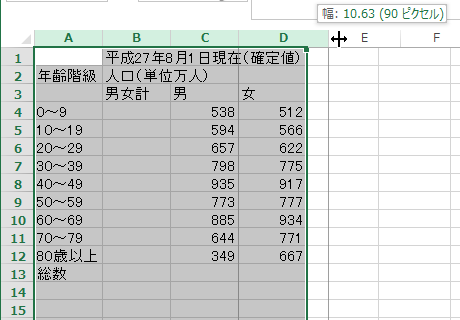 幅: 10.63 (90 ピクセル)
A B C D E F
1 平成27年8月1日現在(確定値)
2 年齢階級 人口(単位万人)
3 男女計 男 女
4 0～9 538 512
5 10～19 594 566
6 20～29 657 622
7 30～39 798 775
8 40～49 935 917
9 50～59 773 777
10 60～69 885 934
11 70～79 644 771
12 80歳以上 349 667
13 総数
14
15